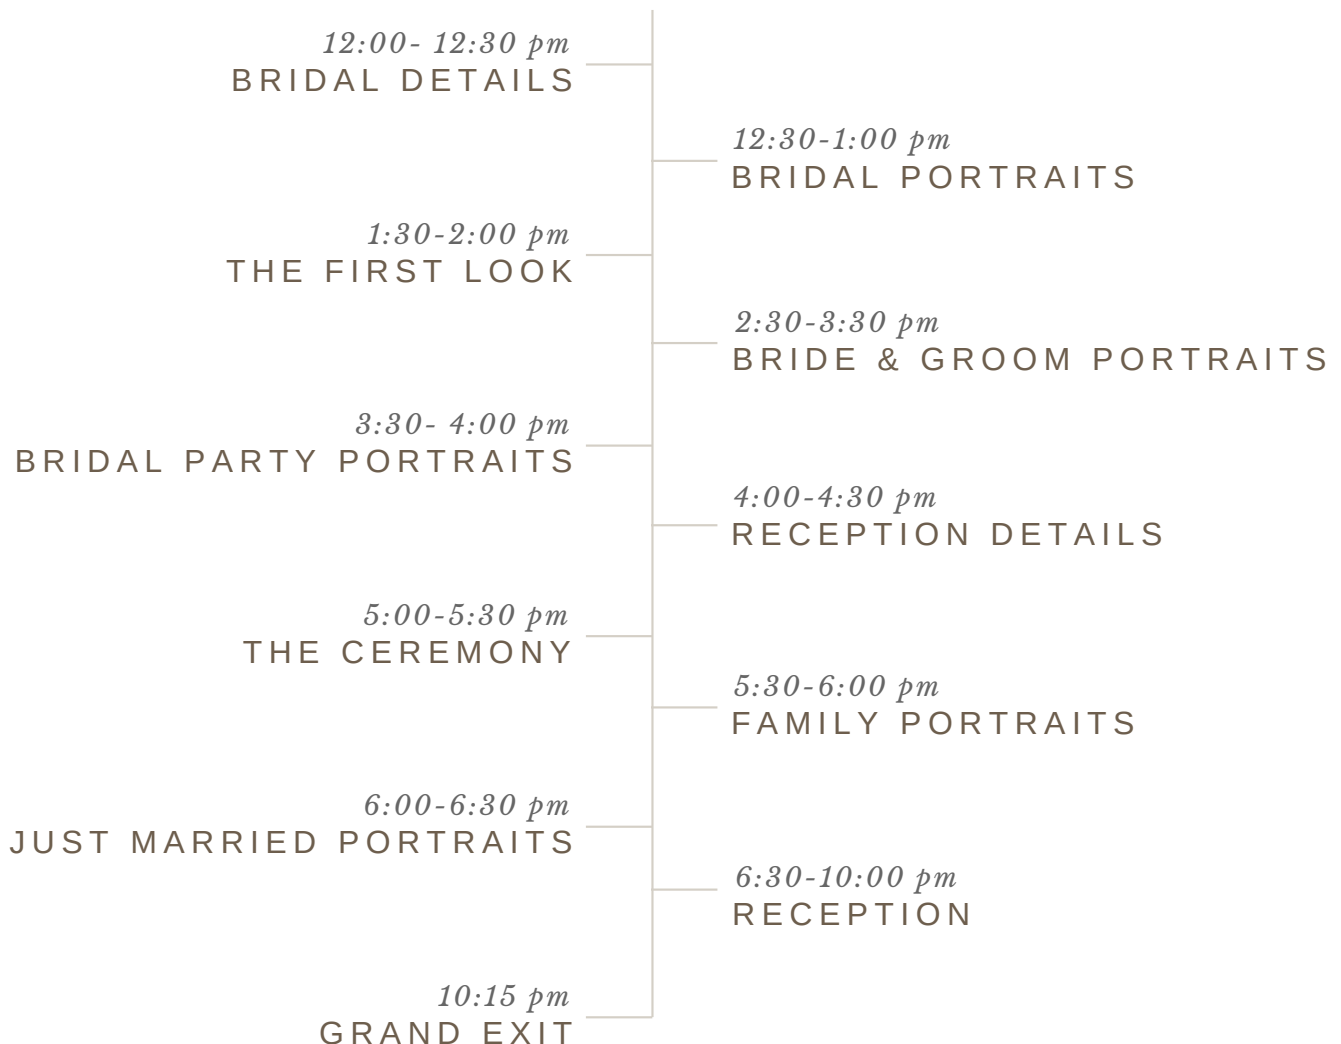 12:00- 12:30 pm
BRIDAL DETAILS
12:30-1:00 pm
BRIDAL PORTRAITS
1:30-2:00 pm
THE FIRST LOOK
2:30-3:30 pm
BRIDE & GROOM PORTRAITS
3:30- 4:00 pm
BRIDAL PARTY PORTRAITS
4:00-4:30 pm
RECEPTION DETAILS
5:00-5:30 pm
THE CEREMONY
5:30-6:00 pm
FAMILY PORTRAITS
6:00-6:30 pm
JUST MARRIED PORTRAITS
6:30-10:00 pm
RECEPTION
10:15 pm
GRAND EXIT